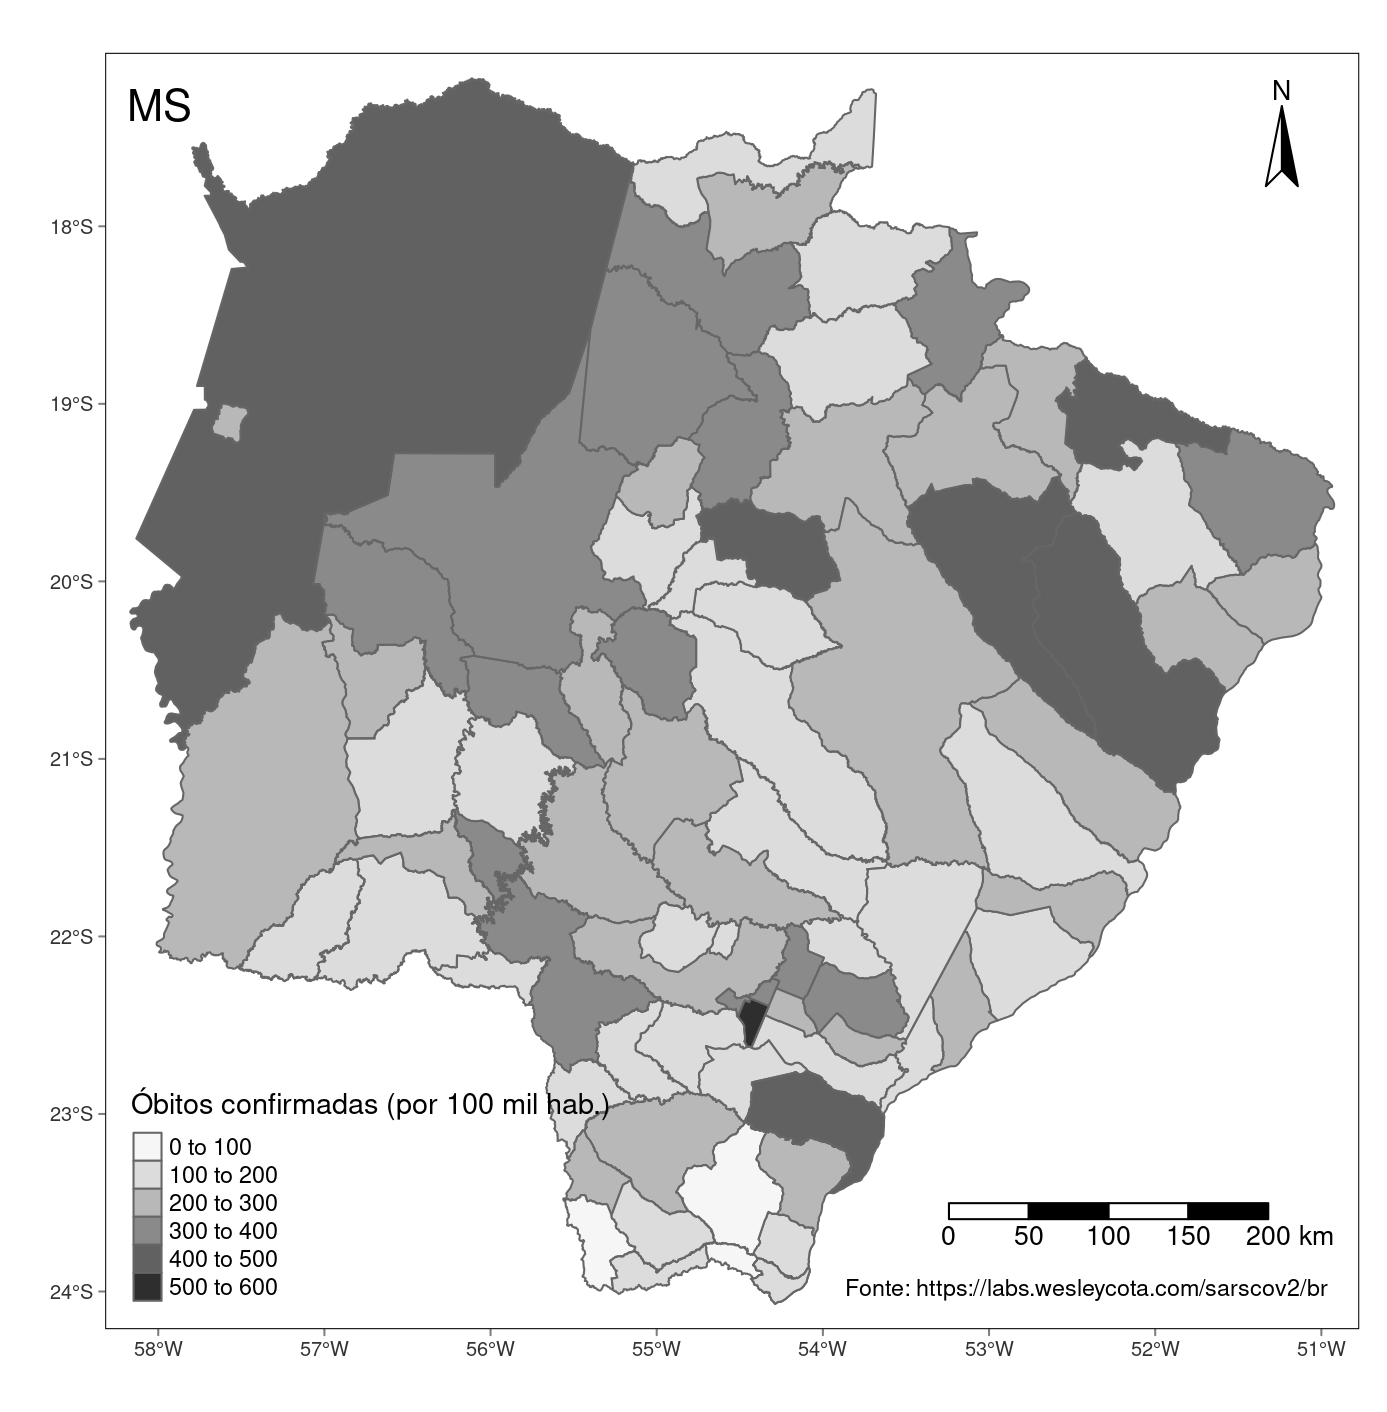 MS
N
18°S
19°S
20°S
21°S
22°S
23°S
24°S
Óbitos confirmadas (por 100 mil hab.)
0 to 100
100 to 200
200 to 300
300 to 400
400 to 500
500 to 600
0 50 100 150 200 km
Fonte: https://labs.wesleycota.com/sarscov2/br
58°W 57°W 56°W 55°W 54°W 53°W 52°W 51°W